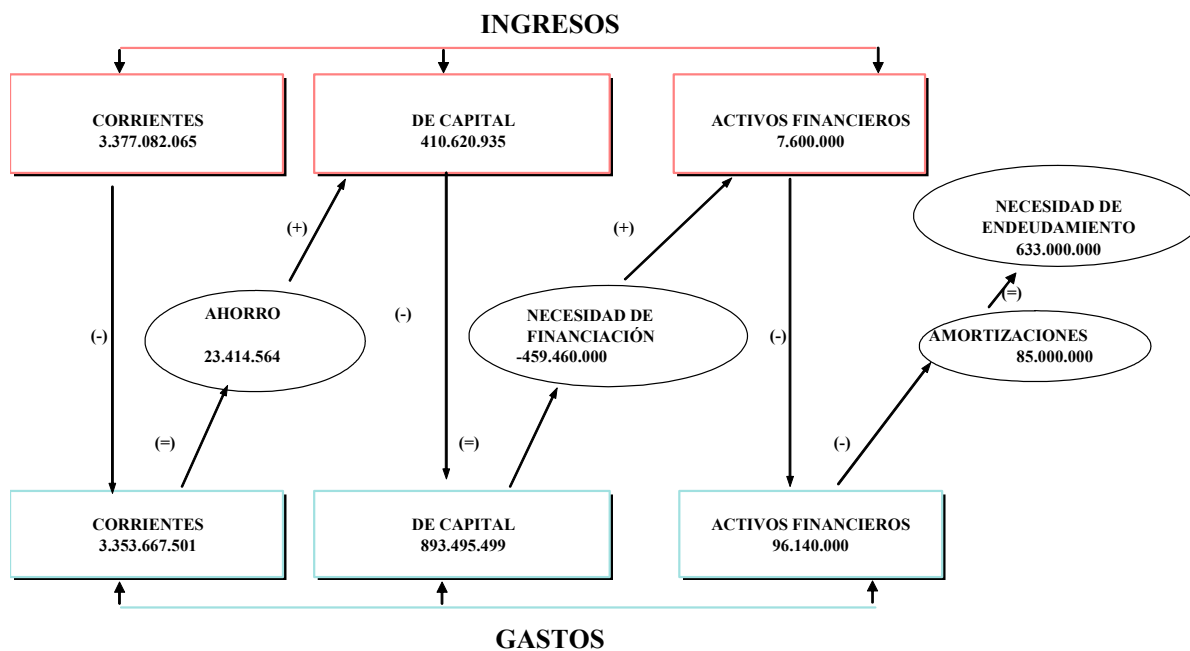 INGRESOS
CORRIENTES
3.377.082.065
DE CAPITAL
410.620.935
ACTIVOS FINANCIEROS
7.600.000
NECESIDAD DE
ENDEUDAMIENTO
633.000.000
(+)
(+)
(=)
AHORRO
23.414.564
NECESIDAD DE
FINANCIACIÓN
-459.460.000
AMORTIZACIONES
85.000.000
(-)
(-)
(-)
(=)
(=)
(-)
CORRIENTES
3.353.667.501
DE CAPITAL
893.495.499
ACTIVOS FINANCIEROS
96.140.000
GASTOS